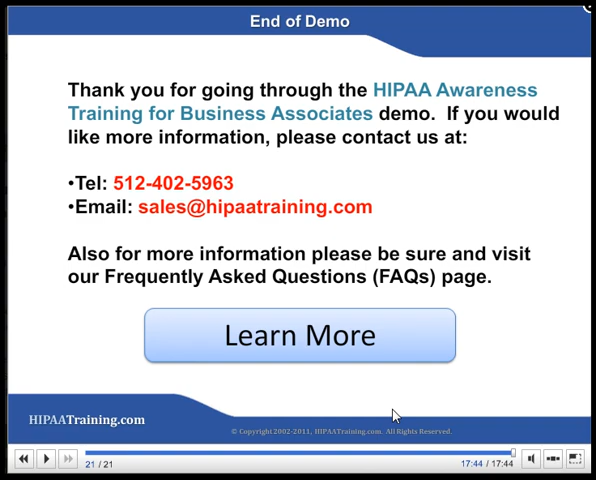 End of Demo
Thank you for going through the HIPAA Awareness
Training for Business Associates demo. If you would
like more information, please contact us at:
•Tel: 512-402-5963
•Email: sales@hipaatraining.com
Also for more information please be sure and visit
our Frequently Asked Questions (FAQs) page.
Learn More
HIPAATraining.com
© Copyright 2002-2011, HIPAATraining.com. All Rights Reserved.
21 / 21
17:44 / 17:44